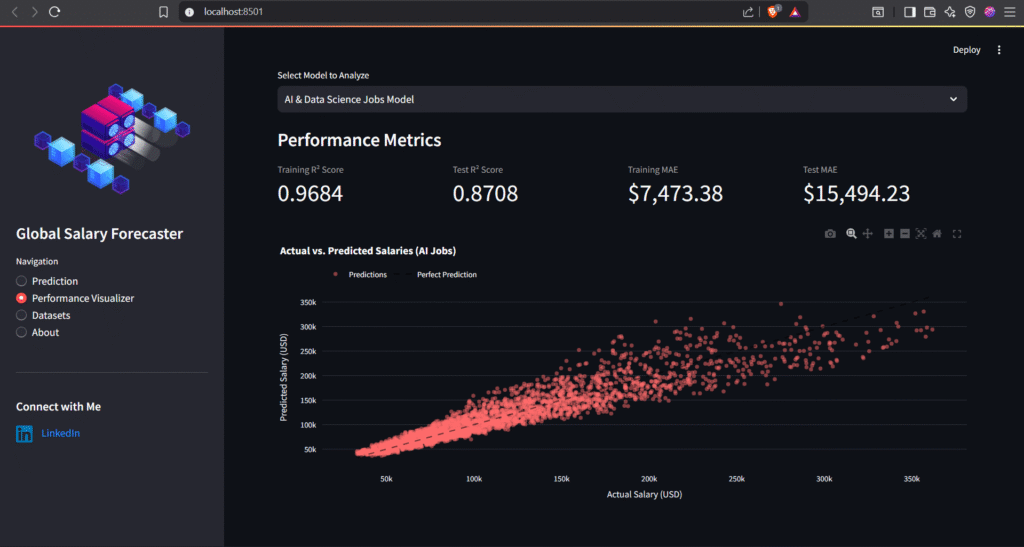 localhost:8501
1
Deploy
Select Model to Analyze
AI & Data Science Jobs Model
Performance Metrics
Training R² Score
Test R² Score
Training MAE
Test MAE
0.9684
0.8708
$7,473.38
$15,494.23
Global Salary Forecaster
Navigation
Prediction
Performance Visualizer
Datasets
About
Connect with Me
LinkedIn
Actual vs. Predicted Salaries (AI Jobs)
Predictions
Perfect Prediction
350k
300k
250k
200k
150k
100k
50k
Predicted Salary (USD)
50k
100k
150k
200k
250k
300k
350k
Actual Salary (USD)